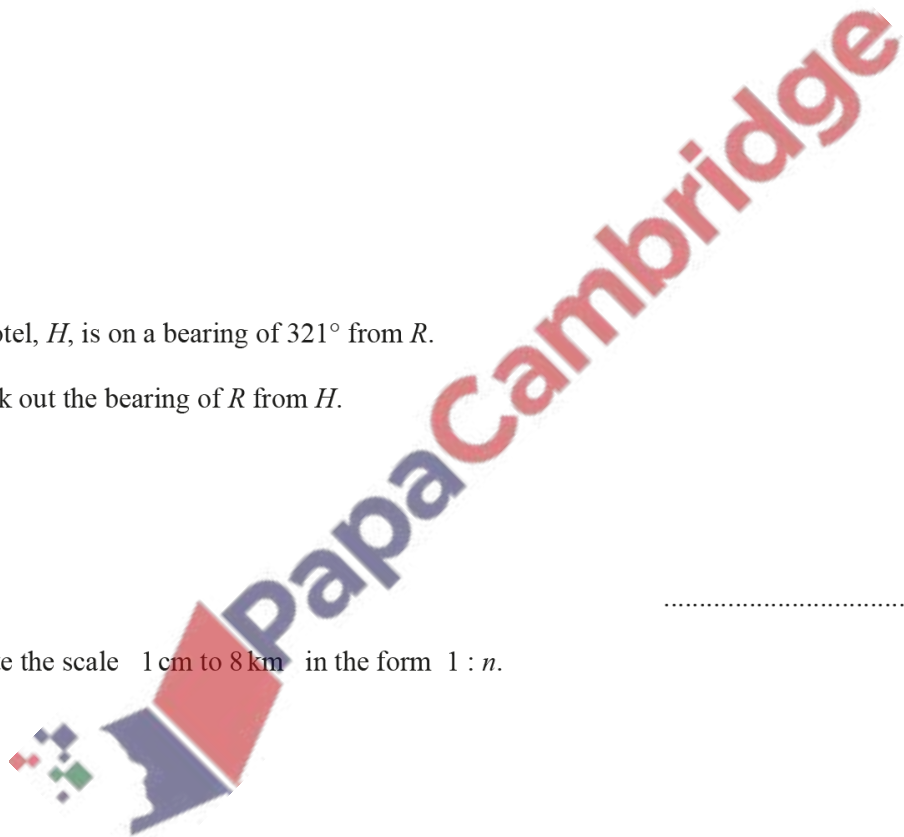 otel, H, is on a bearing of 321° from R.
k out the bearing of R from H.
..................................
e the scale 1 cm to 8 km in the form 1 : n.
PapaCambridge